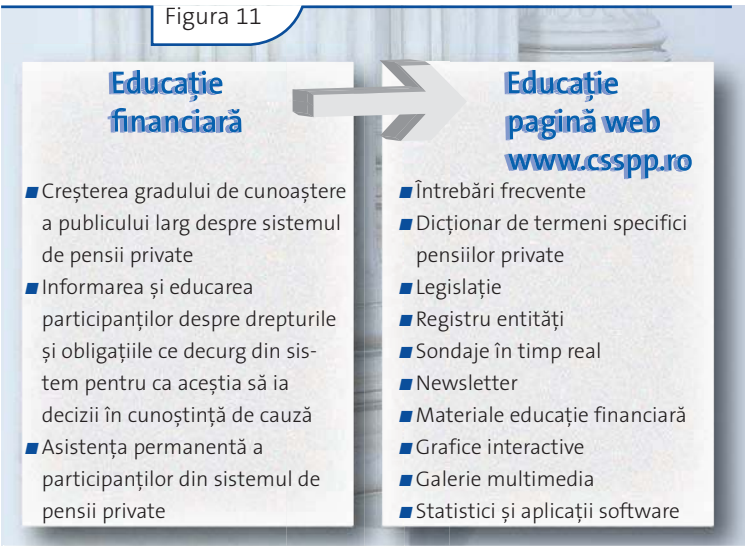 Figura 11
Educație
financiară
■ Creșterea gradului de cunoaștere
a publicului larg despre sistemul
de pensii private
■ Informarea și educarea
participanților despre drepturile
și obligațiile ce decurg din sis-
tem pentru ca aceștia să ia
decizii în cunoștință de cauză
■ Asistența permanentă a
participanților din sistemul de
pensii private
Educație
pagină web
www.csspp.ro
■ Întrebări frecvente
■ Dicționar de termeni specifici
pensiilor private
■ Legislație
■ Registru entități
■ Sondaje în timp real
■ Newsletter
■ Materiale educație financiară
■ Grafice interactive
■ Galerie multimedia
■ Statistici și aplicații software